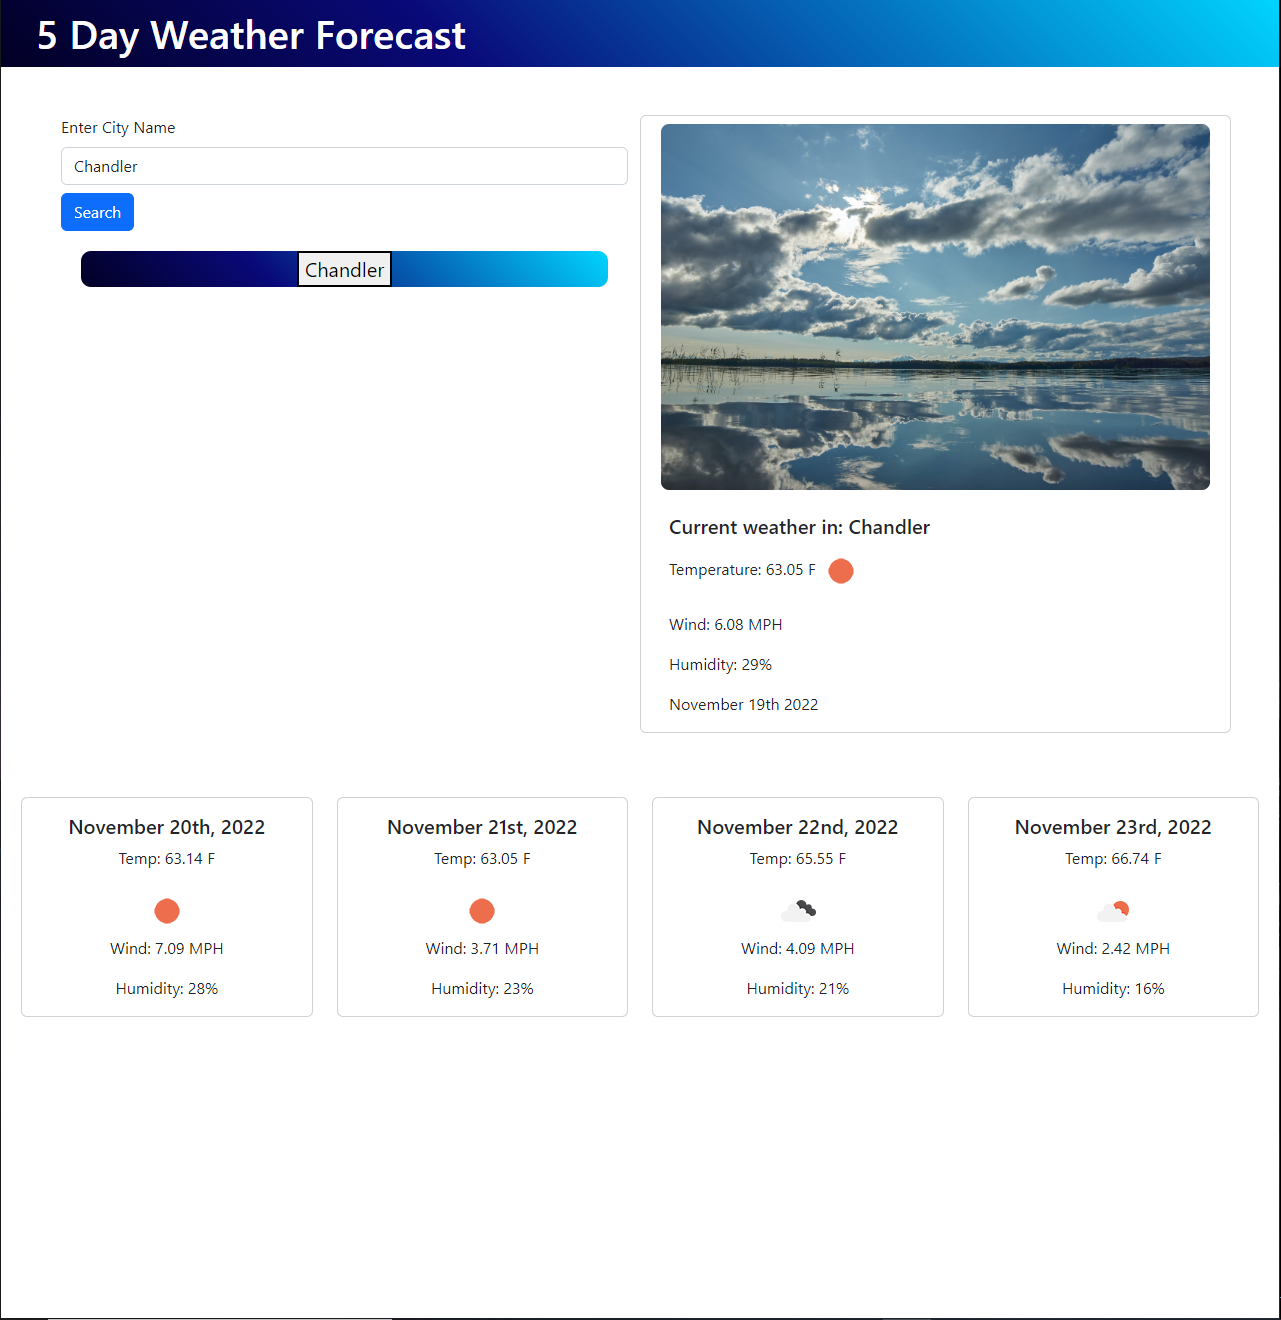 5 Day Weather Forecast
Enter City Name
Chandler
Search
Chandler
Current weather in: Chandler
Temperature: 63.05 F
Wind: 6.08 MPH
Humidity: 29%
November 19th 2022
November 20th, 2022
Temp: 63.14 F
Wind: 7.09 MPH
Humidity: 28%
November 21st, 2022
Temp: 63.05 F
Wind: 3.71 MPH
Humidity: 23%
November 22nd, 2022
Temp: 65.55 F
Wind: 4.09 MPH
Humidity: 21%
November 23rd, 2022
Temp: 66.74 F
Wind: 2.42 MPH
Humidity: 16%